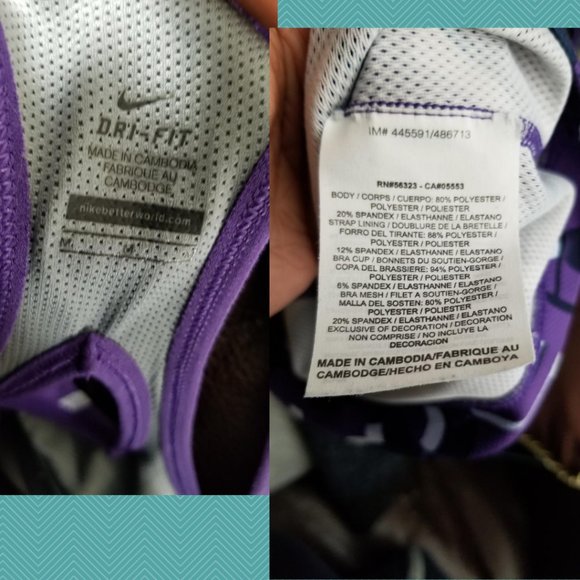 DRI-FIT
MADE IN CAMBODIA
FABRIQUE AU
CAMBODGE
nikebetterworld.com
IM# 445591/486713
RN#56323 - CA#05553
BODY / CORPS / CUERPO: 80% POLYESTER /
POLYESTER / POLIESTER
20% SPANDEX / ELASTHANNE / ELASTANO
STRAP LINING / DOUBLURE DE LA BRETELLE /
FORRO DEL TIRANTE: 88% POLYESTER /
POLYESTER / POLIESTER
12% SPANDEX / ELASTHANNE / ELASTANO
BRA CUP / BONNETS DU SOUTIEN-GORGE /
COPA DEL BRASSIERE: 94% POLYESTER /
POLYESTER / POLIESTER
6% SPANDEX / ELASTHANNE / ELASTANO
BRA MESH / FILET A SOUTIEN-GORGE /
MALLA DEL SOSTEN: 80% POLYESTER /
POLYESTER / POLIESTER
20% SPANDEX / ELASTHANNE / ELASTANO
EXCLUSIVE OF DECORATION / DECORATION
NON COMPRISE / NO INCLUYE LA
DECORACION
MADE IN CAMBODIA/FABRIQUE AU
CAMBODGE/HECHO EN CAMBOYA